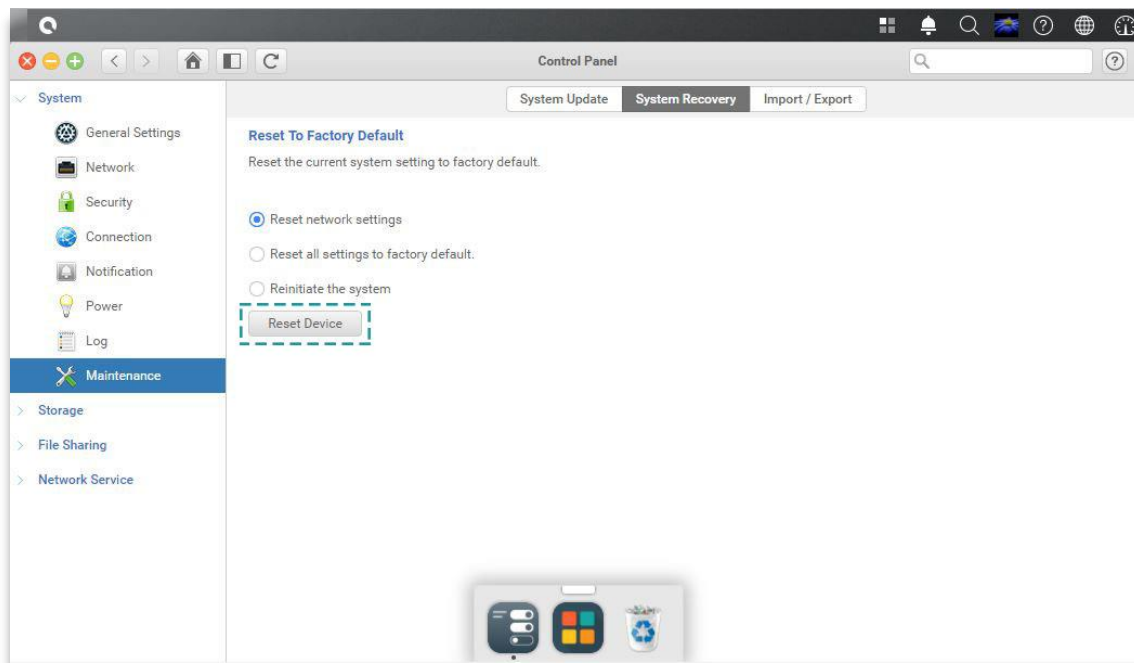 Control Panel
System
General Settings
Network
Security
Connection
Notification
Power
Log
Maintenance
Storage
File Sharing
Network Service
System Update System Recovery Import / Export
Reset To Factory Default
Reset the current system setting to factory default.
Reset network settings
Reset all settings to factory default.
Reinitiate the system
Reset Device